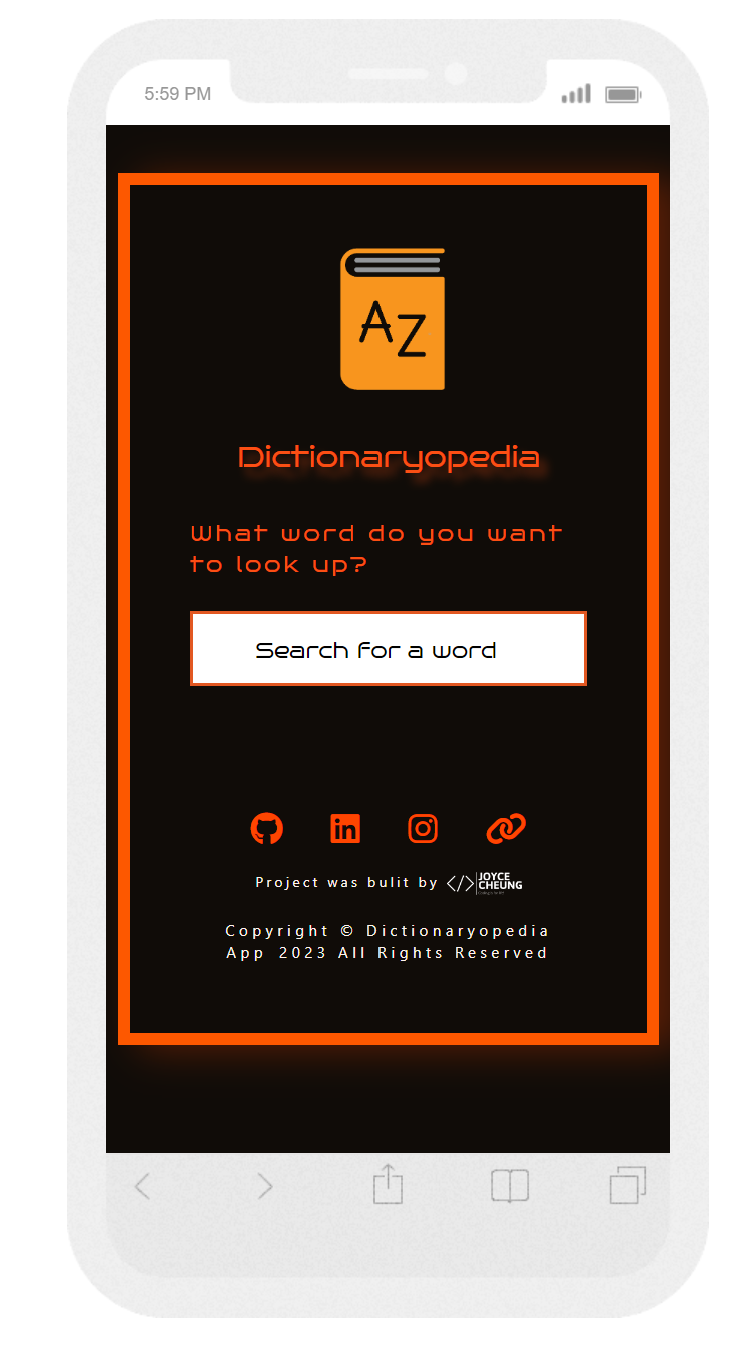 5:59 PM
AZ
Dictionaryopedia
What word do you want
to look up?
Search for a word
in
Project was bulit by </> JOYCE
CHEUNG
Copyright © Dictionaryopedia
App 2023 All Rights Reserved